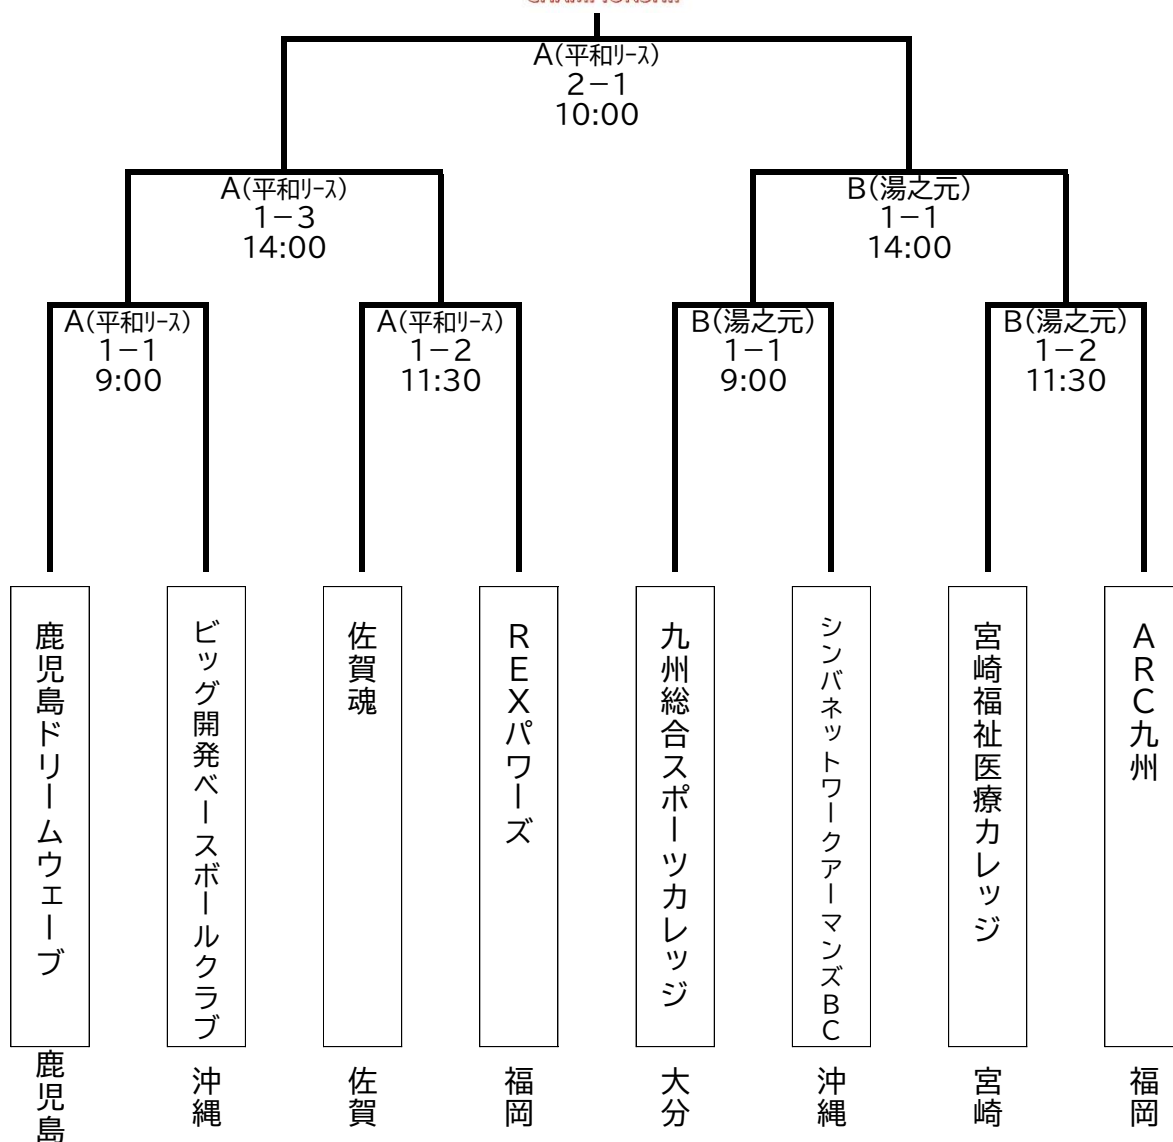 A(平和リース)
2-1
10:00
A(平和リース)
1-3
14:00
B(湯之元)
1-1
14:00
A(平和リース)
1-1
9:00
A(平和リース)
1-2
11:30
B(湯之元)
1-1
9:00
B(湯之元)
1-2
11:30
鹿児島ドリームウェーブ
ビッグ開発ベースボールクラブ
佐賀魂
REXパワーズ
九州総合スポーツカレッジ
シンバネットワークアーマンズBC
宮崎福祉医療カレッジ
ARC九州
鹿児島
沖縄
佐賀
福岡
大分
沖縄
宮崎
福岡